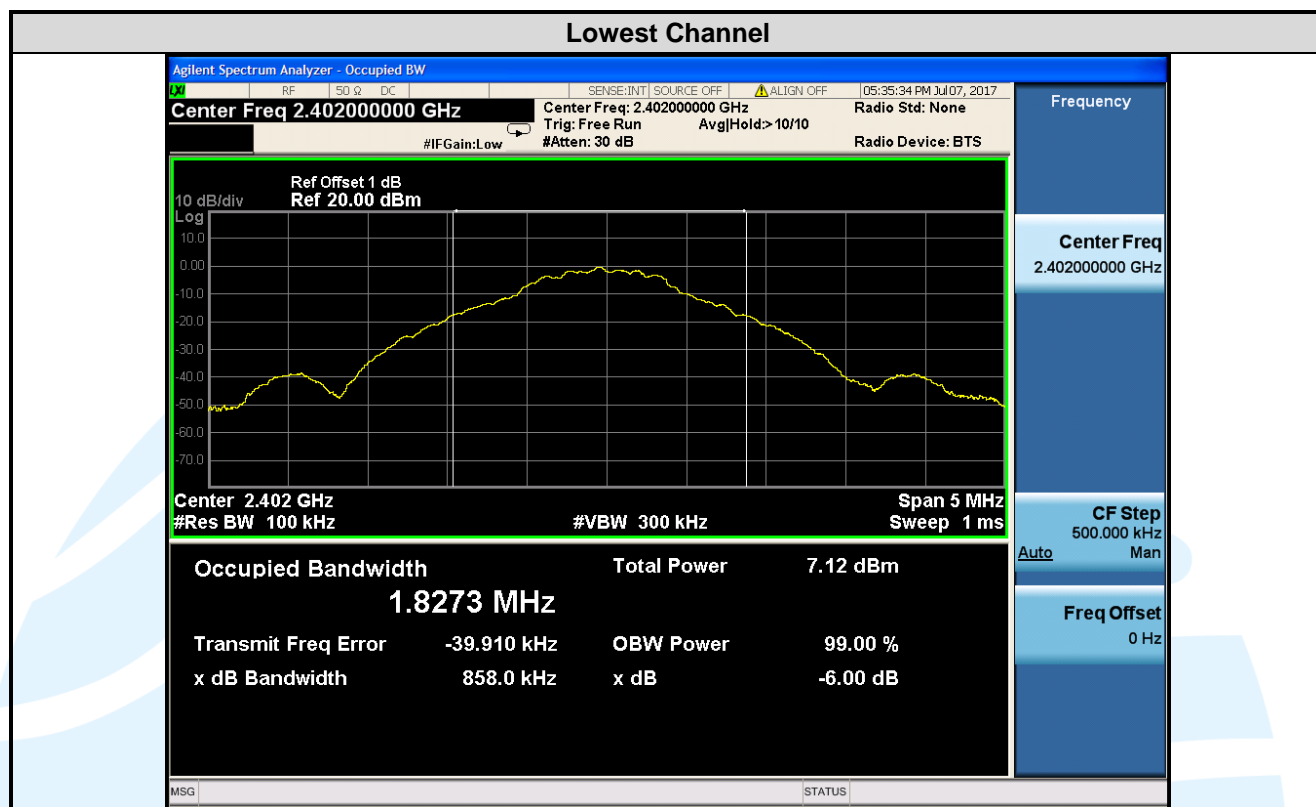 Lowest Channel
Agilent Spectrum Analyzer - Occupied BW
LXI RF 50 Ω DC SENSE:INT SOURCE OFF ALIGN OFF 05:35:34 PM Jul 07, 2017
Center Freq 2.402000000 GHz
#IFGain:Low
Center Freq: 2.402000000 GHz
Trig: Free Run Avg|Hold:> 10/10
#Atten: 30 dB
Radio Std: None
Radio Device: BTS
Ref Offset 1 dB
10 dB/div Ref 20.00 dBm
Log
10.0
0.00
-10.0
-20.0
-30.0
-40.0
-50.0
-60.0
-70.0
Center 2.402 GHz Span 5 MHz
#Res BW 100 kHz #VBW 300 kHz Sweep 1 ms
Occupied Bandwidth Total Power 7.12 dBm
1.8273 MHz
Transmit Freq Error -39.910 kHz OBW Power 99.00 %
x dB Bandwidth 858.0 kHz x dB -6.00 dB
Frequency
Center Freq
2.402000000 GHz
CF Step
500.000 kHz
Auto Man
Freq Offset
0 Hz
MSG STATUS